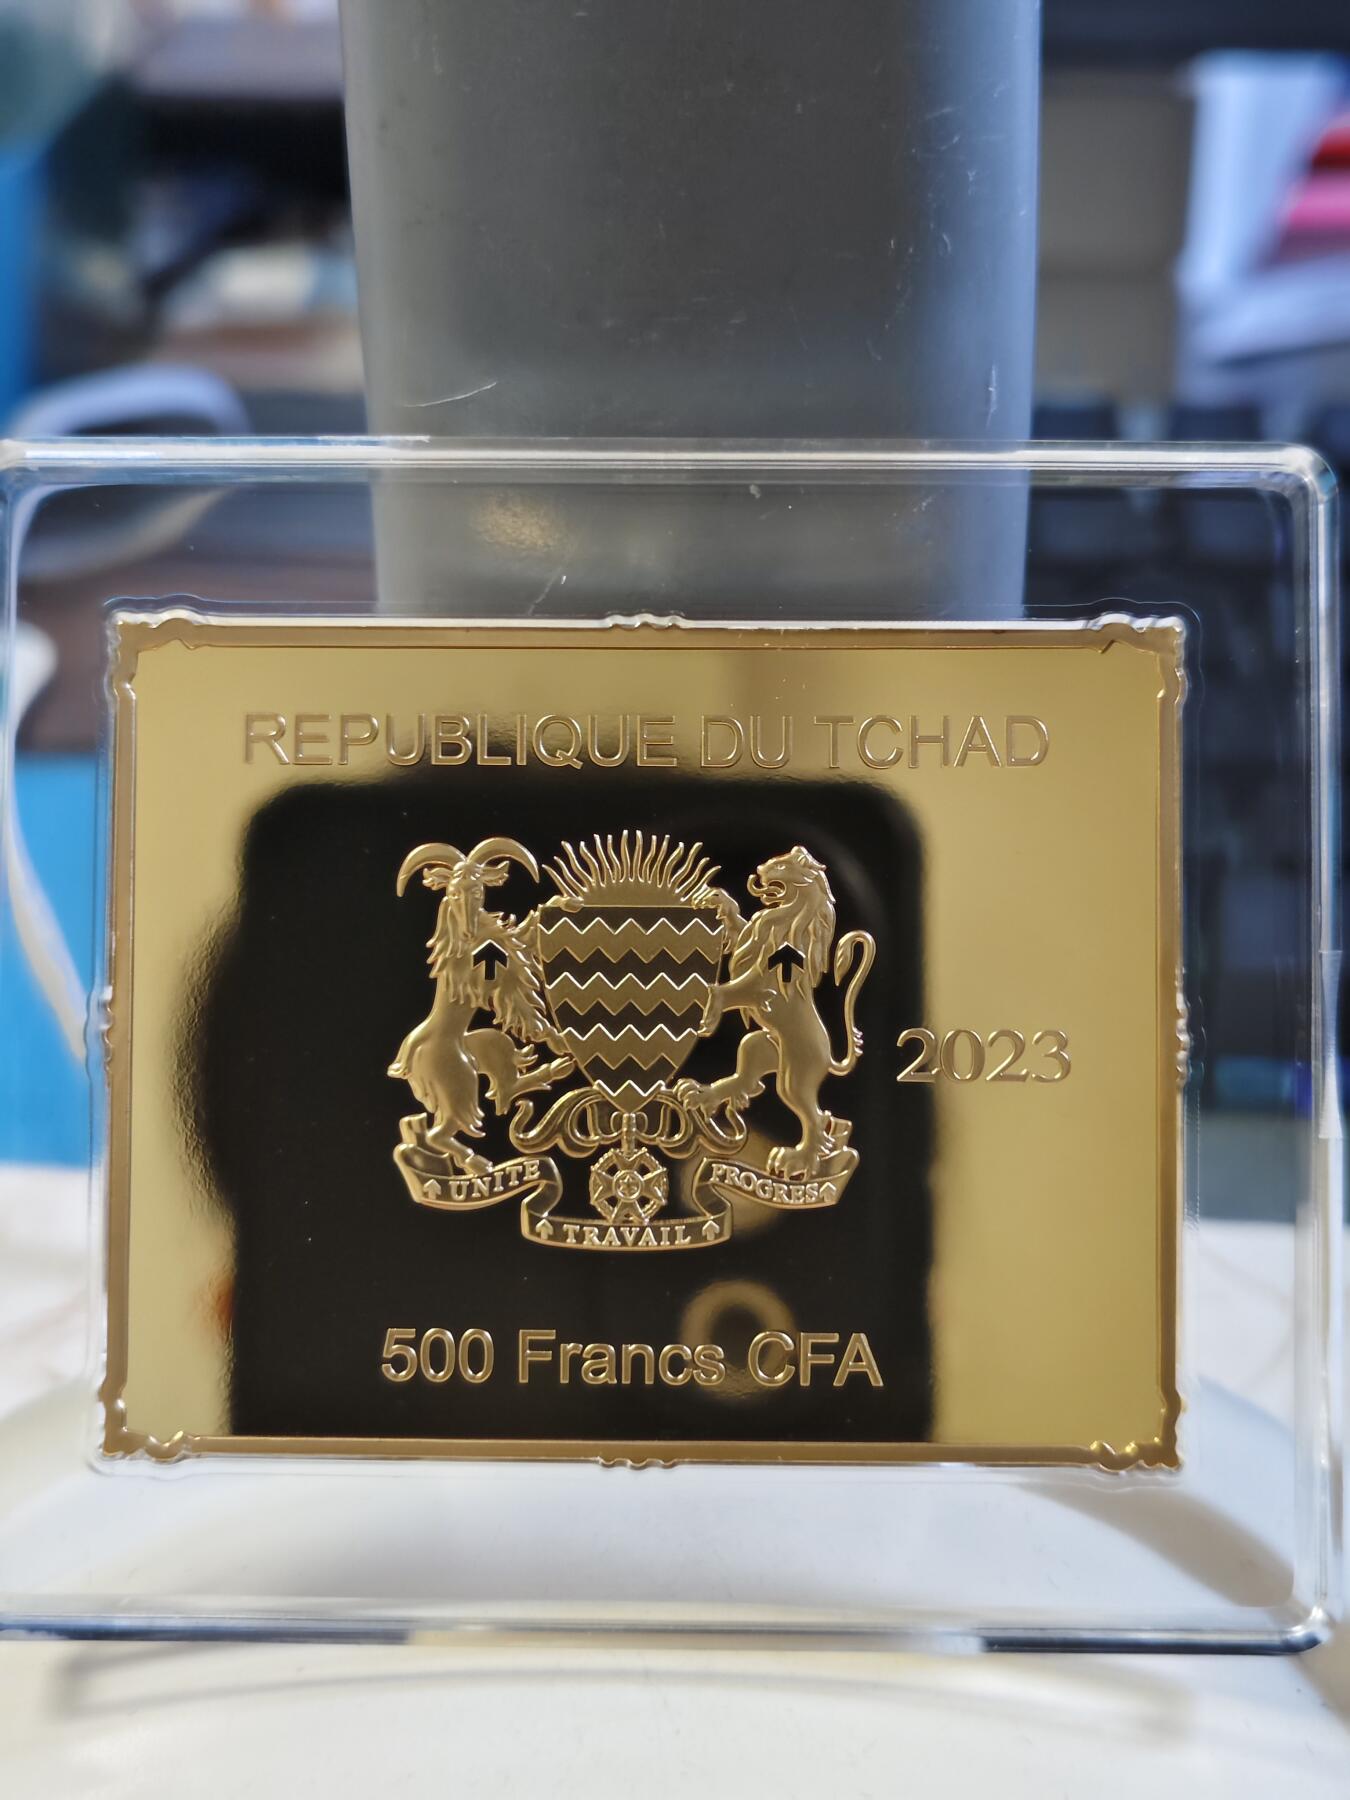 REPUBLIQUE DU TCHAD
2023
UNITE
PROGRES
TRAVAIL
500 Francs CFA